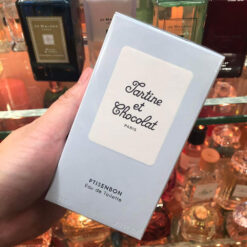 Tartine
et
Chocolat
PARIS
PTISENBON
Eau de Toilette